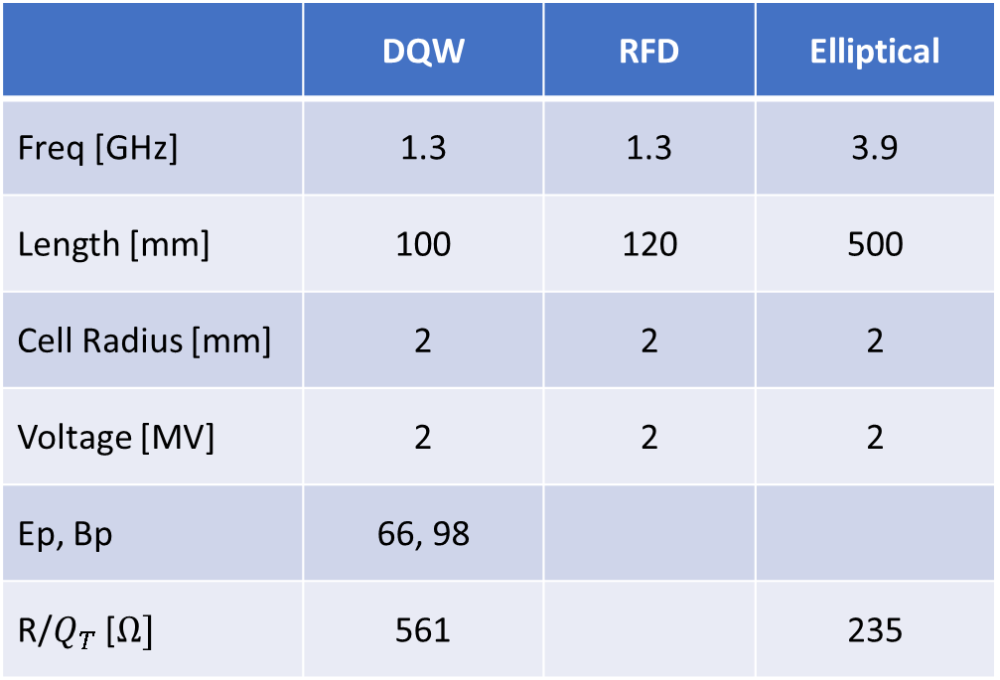 DQW RFD Elliptical
Freq [GHz] 1.3 1.3 3.9
Length [mm] 100 120 500
Cell Radius [mm] 2 2 2
Voltage [MV] 2 2 2
Ep, Bp 66, 98
R/Q_T [Ω] 561 235